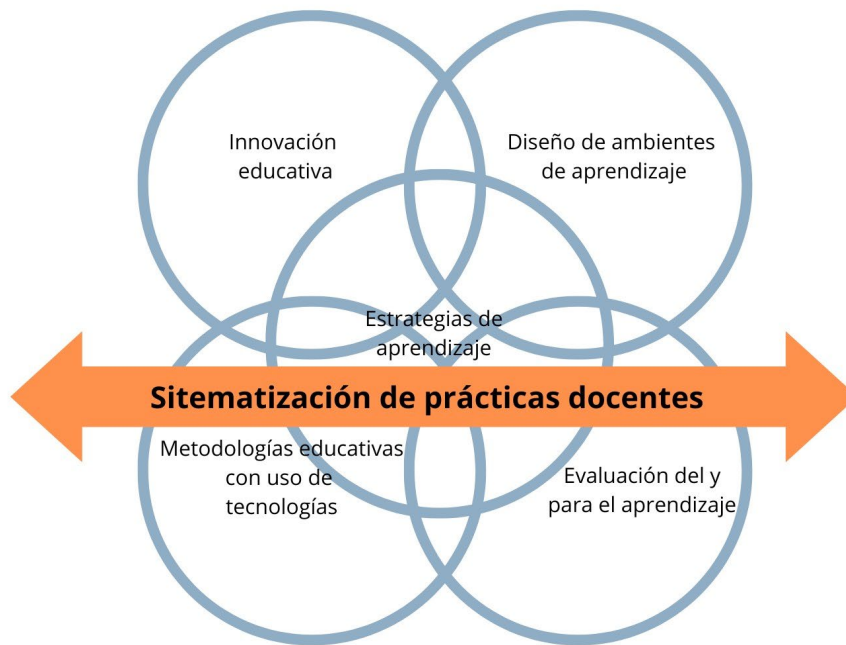 Innovación
educativa
Diseño de ambientes
de aprendizaje
Estrategias de
aprendizaje
Sitematización de prácticas docentes
Metodologías educativas
con uso de
tecnologías
Evaluación del y
para el aprendizaje